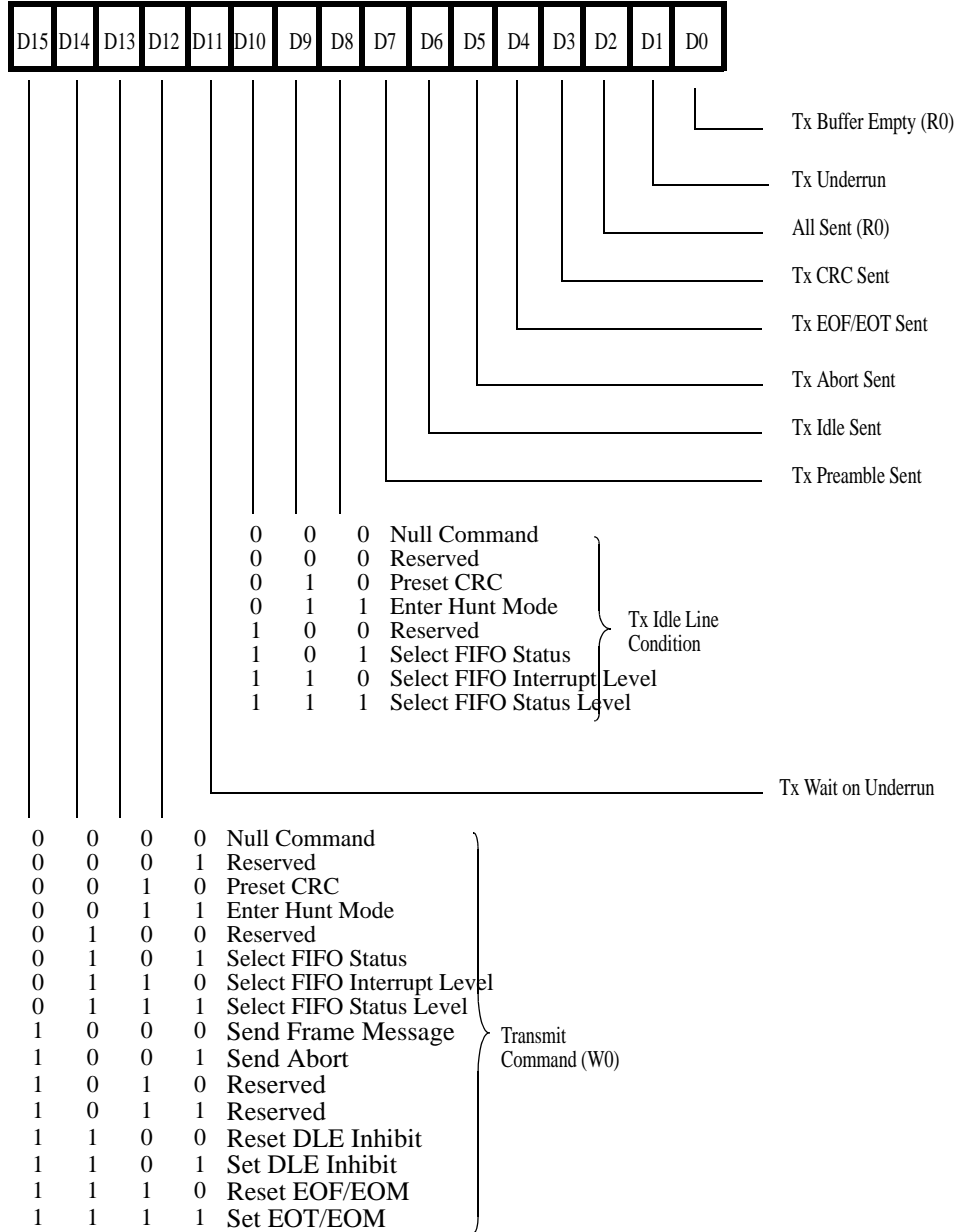 D15 D14 D13 D12 D11 D10 D9 D8 D7 D6 D5 D4 D3 D2 D1 D0
Tx Buffer Empty (R0)
Tx Underrun
All Sent (R0)
Tx CRC Sent
Tx EOF/EOT Sent
Tx Abort Sent
Tx Idle Sent
Tx Preamble Sent
0 0 0 Null Command
0 0 0 Reserved
0 1 0 Preset CRC
0 1 1 Enter Hunt Mode
1 0 0 Reserved
1 0 1 Select FIFO Status
1 1 0 Select FIFO Interrupt Level
1 1 1 Select FIFO Status Level
Tx Idle Line
Condition
Tx Wait on Underrun
0 0 0 0 Null Command
0 0 0 1 Reserved
0 0 1 0 Preset CRC
0 0 1 1 Enter Hunt Mode
0 1 0 0 Reserved
0 1 0 1 Select FIFO Status
0 1 1 0 Select FIFO Interrupt Level
0 1 1 1 Select FIFO Status Level
1 0 0 0 Send Frame Message
1 0 0 1 Send Abort
1 0 1 0 Reserved
1 0 1 1 Reserved
1 1 0 0 Reset DLE Inhibit
1 1 0 1 Set DLE Inhibit
1 1 1 0 Reset EOF/EOM
1 1 1 1 Set EOT/EOM
Transmit
Command (W0)